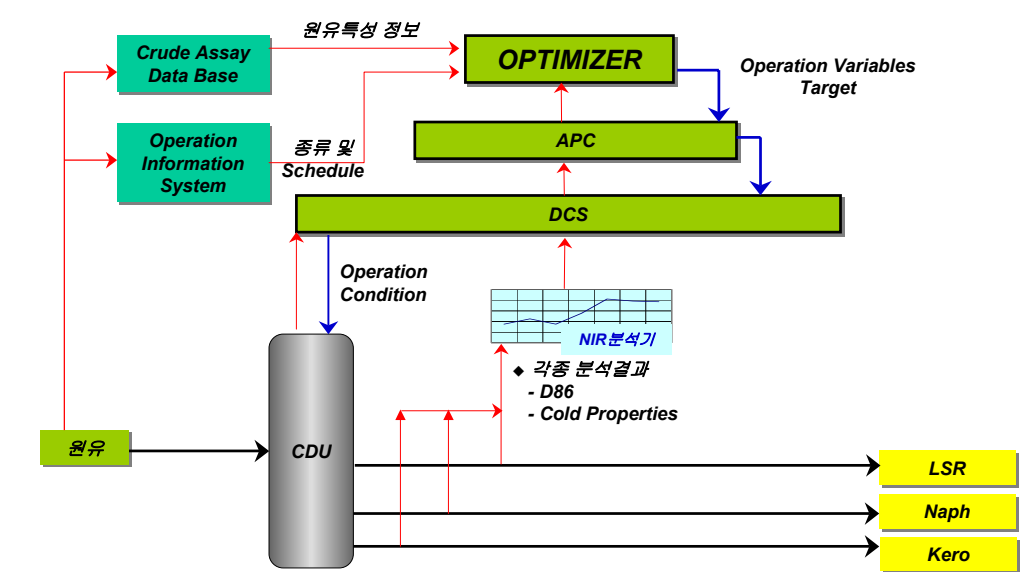 원유특성 정보
Crude Assay
Data Base
OPTIMIZER
Operation Variables
Target
Operation
Information
System
종류 및
Schedule
APC
DCS
Operation
Condition
NIR분석기
◆ 각종 분석결과
- D86
- Cold Properties
원유
CDU
LSR
Naph
Kero